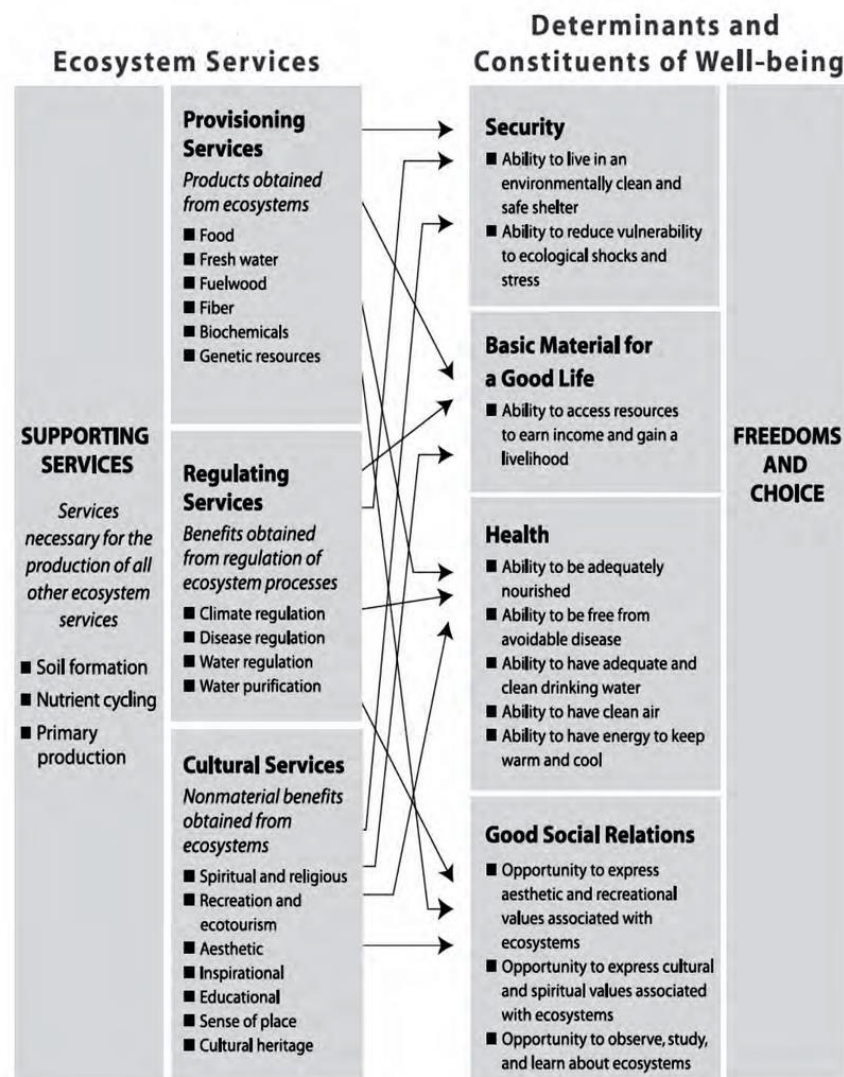 Ecosystem Services
Determinants and
Constituents of Well-being
SUPPORTING
SERVICES
Services
necessary for the
production of all
other ecosystem
services
■ Soil formation
■ Nutrient cycling
■ Primary
production
Provisioning
Services
Products obtained
from ecosystems
■ Food
■ Fresh water
■ Fuelwood
■ Fiber
■ Biochemicals
■ Genetic resources
Regulating
Services
Benefits obtained
from regulation of
ecosystem processes
■ Climate regulation
■ Disease regulation
■ Water regulation
■ Water purification
Cultural Services
Nonmaterial benefits
obtained from
ecosystems
■ Spiritual and religious
■ Recreation and
ecotourism
■ Aesthetic
■ Inspirational
■ Educational
■ Sense of place
■ Cultural heritage
Security
■ Ability to live in an
environmentally clean and
safe shelter
■ Ability to reduce vulnerability
to ecological shocks and
stress
Basic Material for
a Good Life
■ Ability to access resources
to earn income and gain a
livelihood
Health
■ Ability to be adequately
nourished
■ Ability to be free from
avoidable disease
■ Ability to have adequate and
clean drinking water
■ Ability to have clean air
■ Ability to have energy to keep
warm and cool
Good Social Relations
■ Opportunity to express
aesthetic and recreational
values associated with
ecosystems
■ Opportunity to express cultural
and spiritual values associated
with ecosystems
■ Opportunity to observe, study,
and learn about ecosystems
FREEDOMS
AND
CHOICE